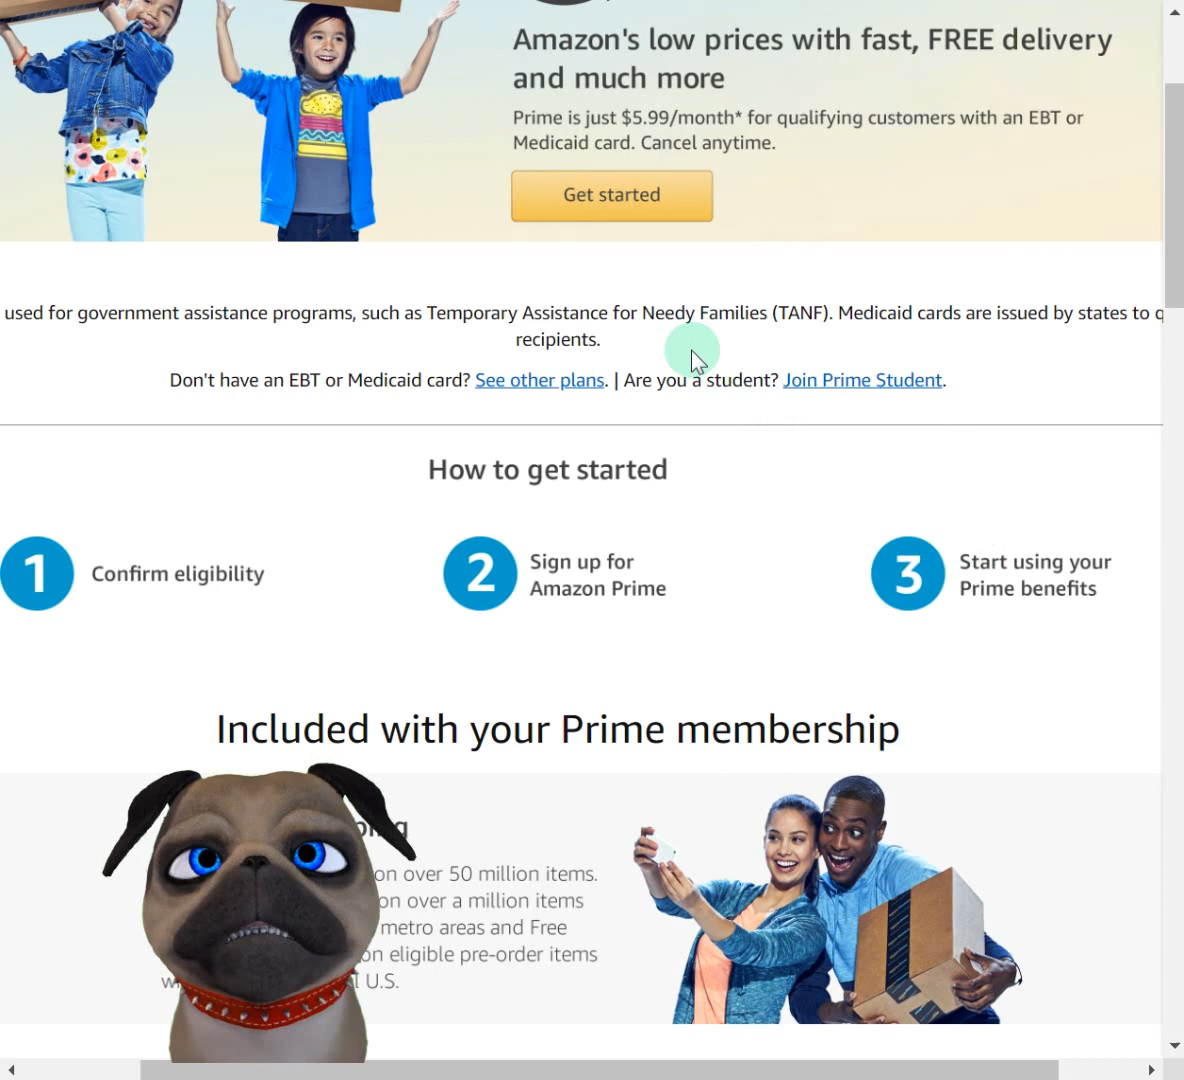 Amazon's low prices with fast, FREE delivery
and much more
Prime is just $5.99/month* for qualifying customers with an EBT or
Medicaid card. Cancel anytime.
Get started
used for government assistance programs, such as Temporary Assistance for Needy Families (TANF). Medicaid cards are issued by states to
recipients.
Don't have an EBT or Medicaid card? See other plans. | Are you a student? Join Prime Student.
How to get started
1 Confirm eligibility
2 Sign up for
Amazon Prime
3 Start using your
Prime benefits
Included with your Prime membership
on over 50 million items.
on over a million items
metro areas and Free
on eligible pre-order items
U.S.